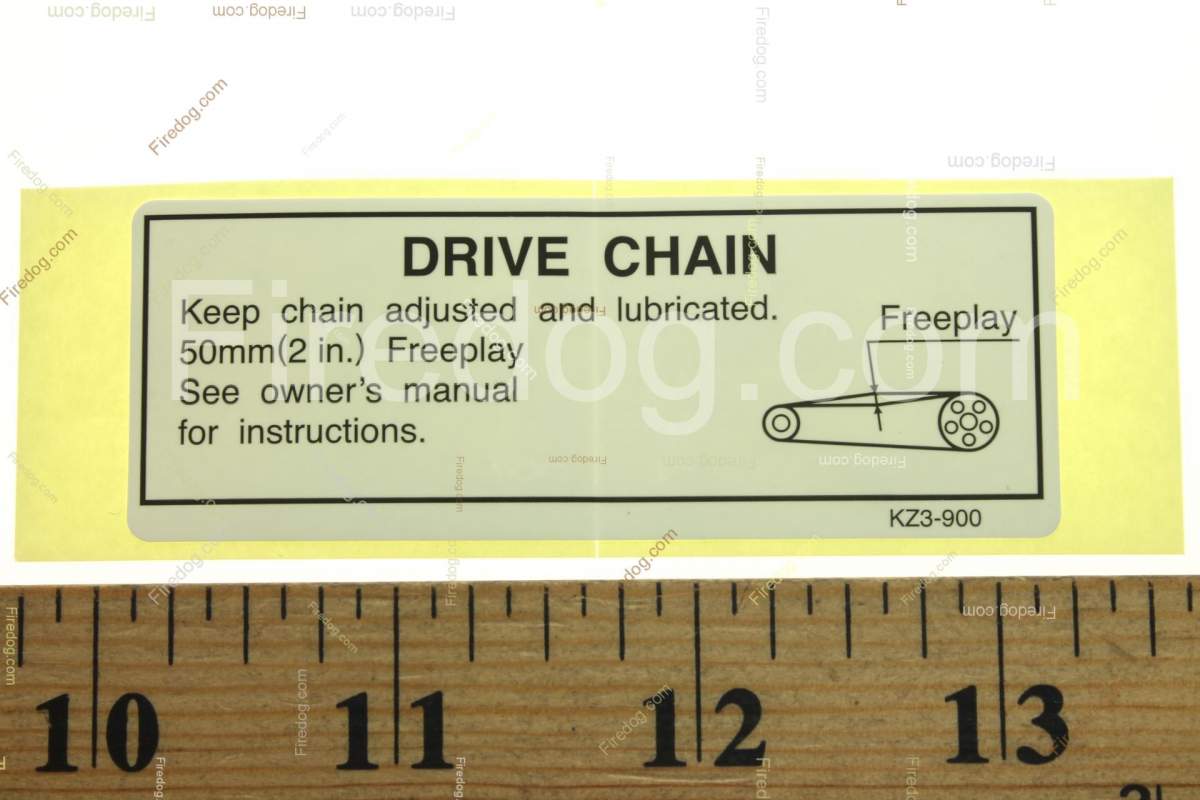 DRIVE CHAIN
Keep chain adjusted and lubricated.
50mm(2 in.) Freeplay
See owner's manual
for instructions.
Freeplay
KZ3-900
Firedog.com
10 11 12 13